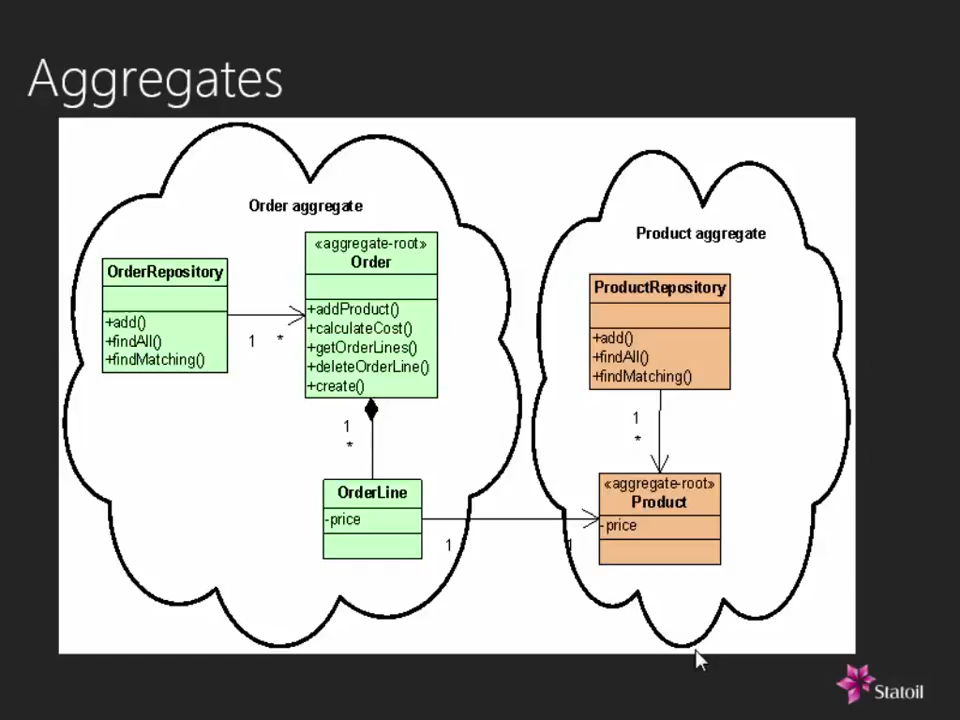 Aggregates
Order aggregate
OrderRepository
+add()
+findAll()
+findMatching()
1 *
«aggregate-root»
Order
+addProduct()
+calculateCost()
+getOrderLines()
+deleteOrderLine()
+create()
1
*
OrderLine
-price
1 1
Product aggregate
ProductRepository
+add()
+findAll()
+findMatching()
1
*
«aggregate-root»
Product
-price
Statoil